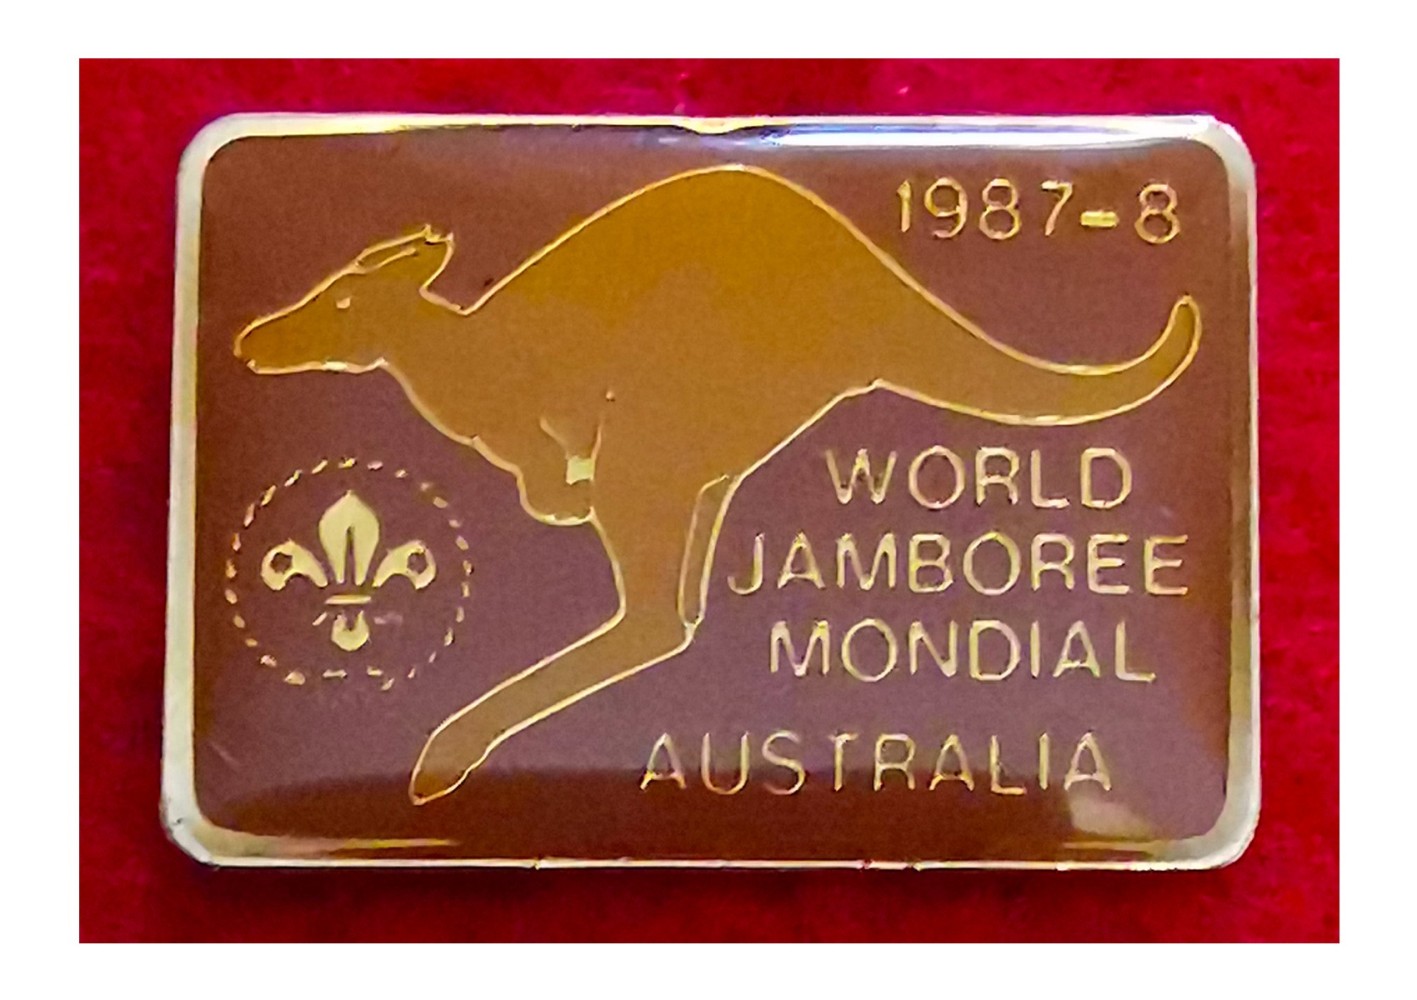 1987-8
WORLD
JAMBOREE
MONDIAL
AUSTRALIA